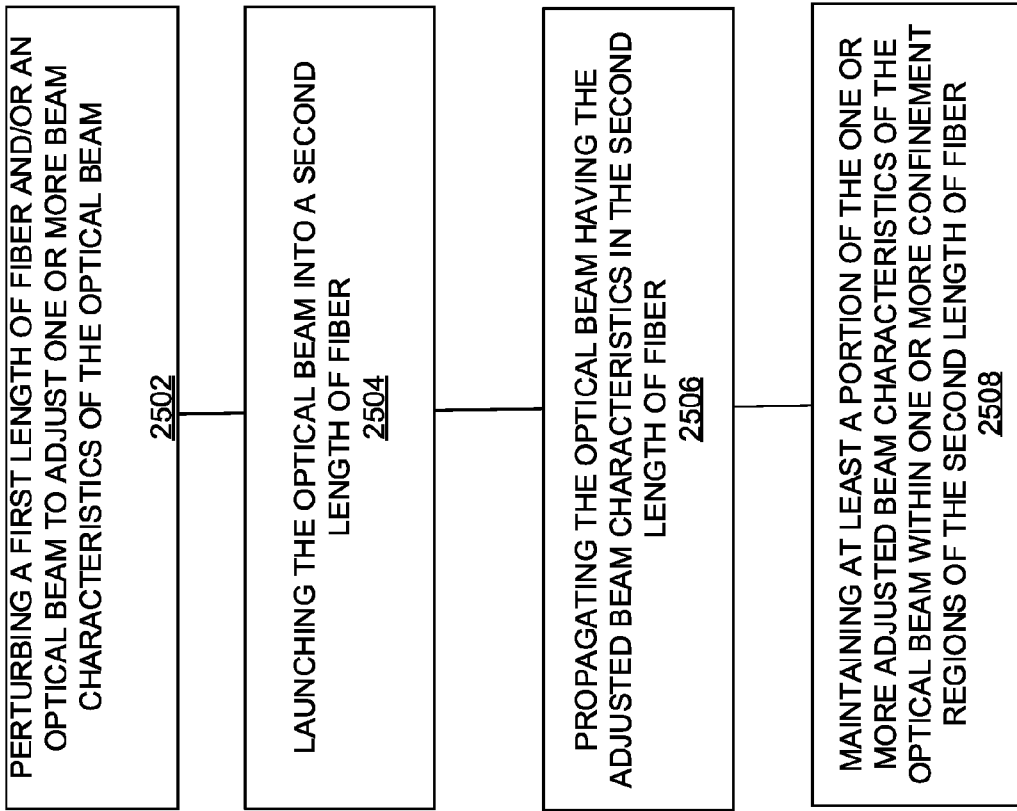 PERTURBING A FIRST LENGTH OF FIBER AND/OR AN
OPTICAL BEAM TO ADJUST ONE OR MORE BEAM
CHARACTERISTICS OF THE OPTICAL BEAM
2502
LAUNCHING THE OPTICAL BEAM INTO A SECOND
LENGTH OF FIBER
2504
PROPAGATING THE OPTICAL BEAM HAVING THE
ADJUSTED BEAM CHARACTERISTICS IN THE SECOND
LENGTH OF FIBER
2506
MAINTAINING AT LEAST A PORTION OF THE ONE OR
MORE ADJUSTED BEAM CHARACTERISTICS OF THE
OPTICAL BEAM WITHIN ONE OR MORE CONFINEMENT
REGIONS OF THE SECOND LENGTH OF FIBER
2508